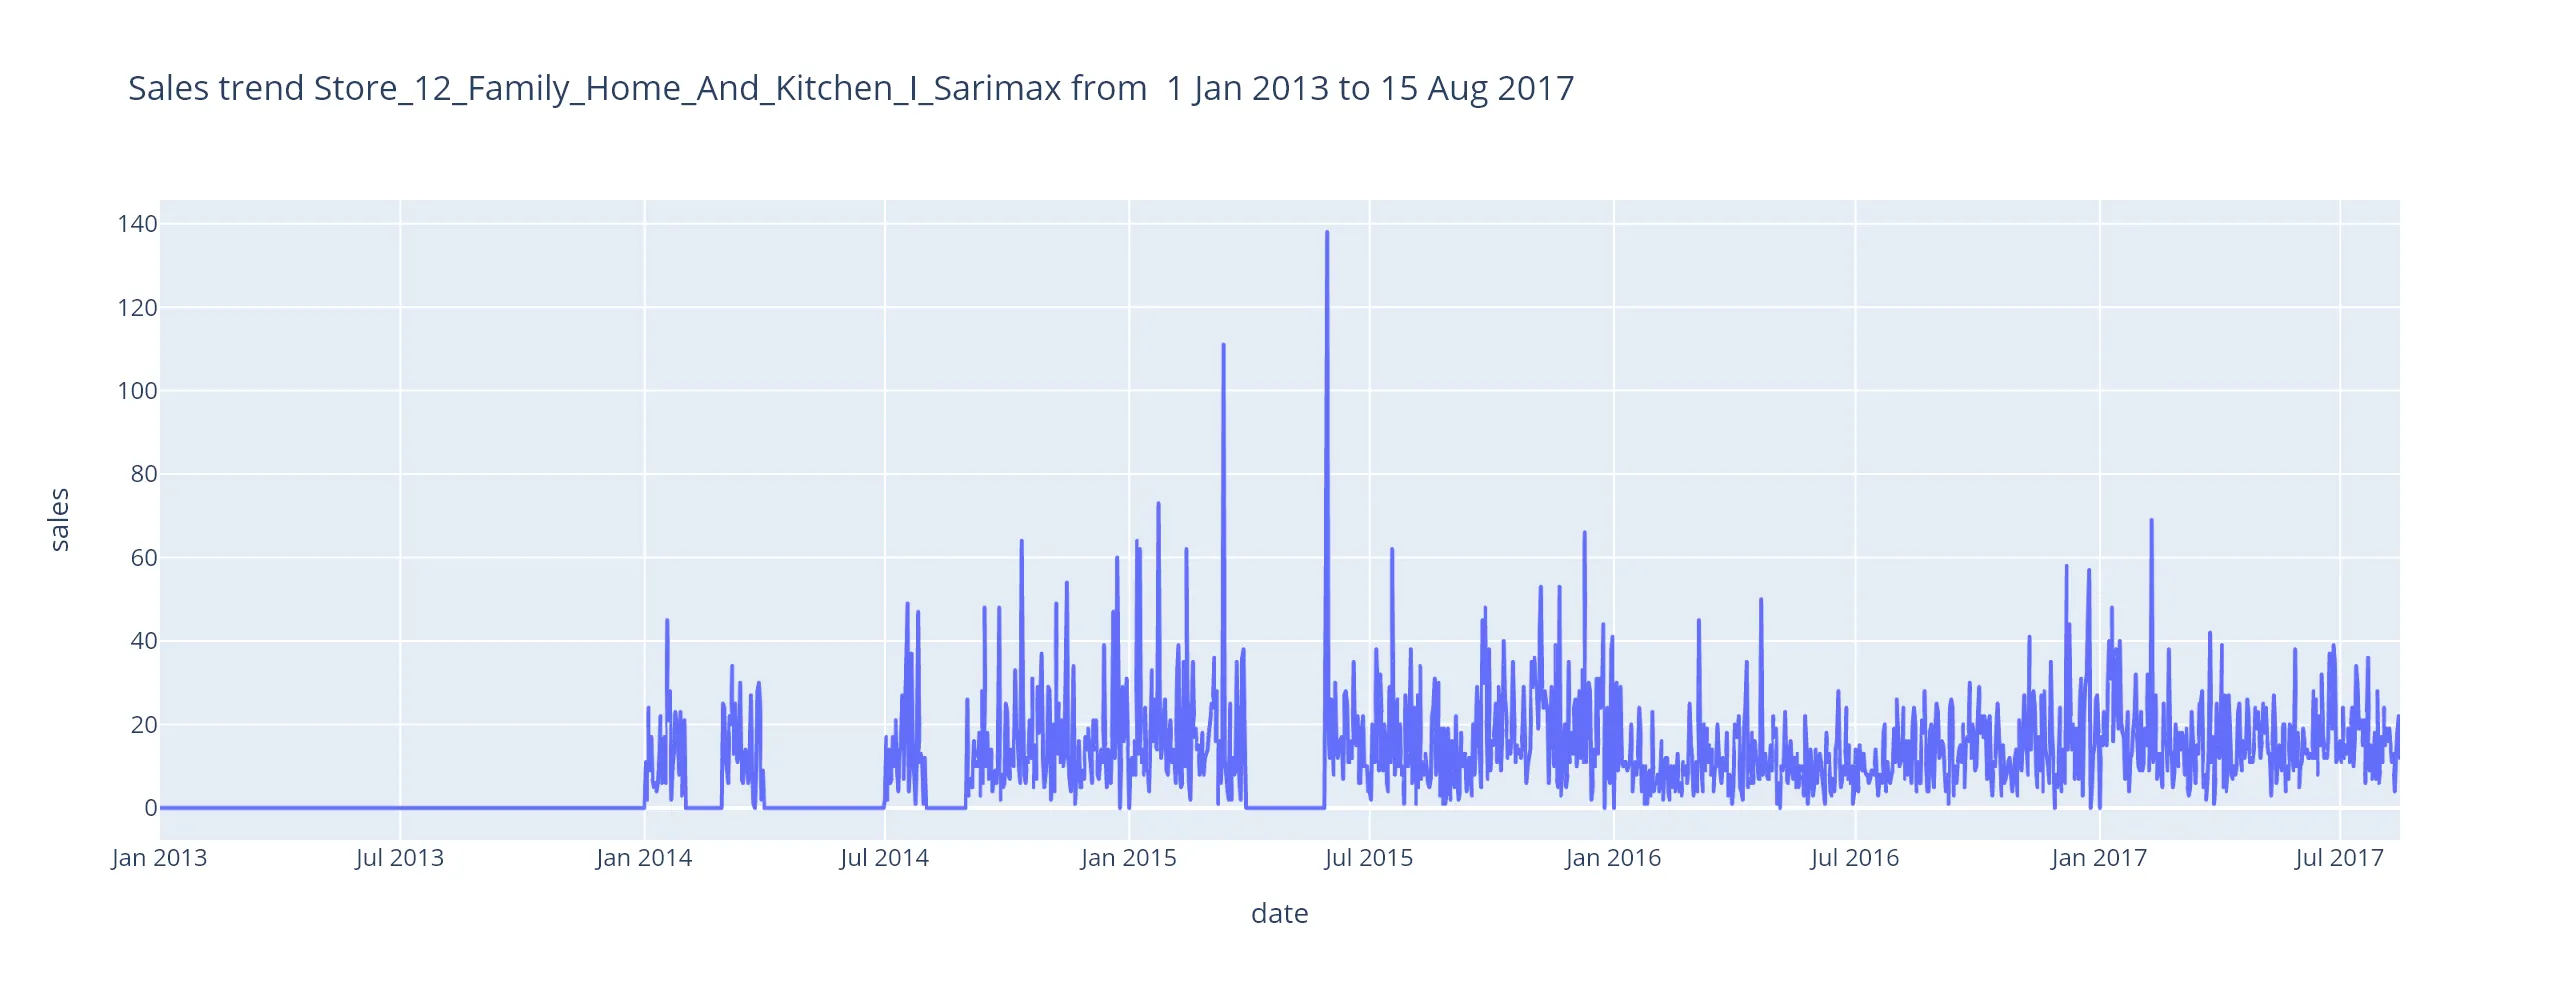 Sales trend Store_12_Family_Home_And_Kitchen_I_Sarimax from  1 Jan 2013 to 15 Aug 2017
140
120
100
80
60
40
20
0
sales
Jan 2013 Jul 2013 Jan 2014 Jul 2014 Jan 2015 Jul 2015 Jan 2016 Jul 2016 Jan 2017 Jul 2017
date